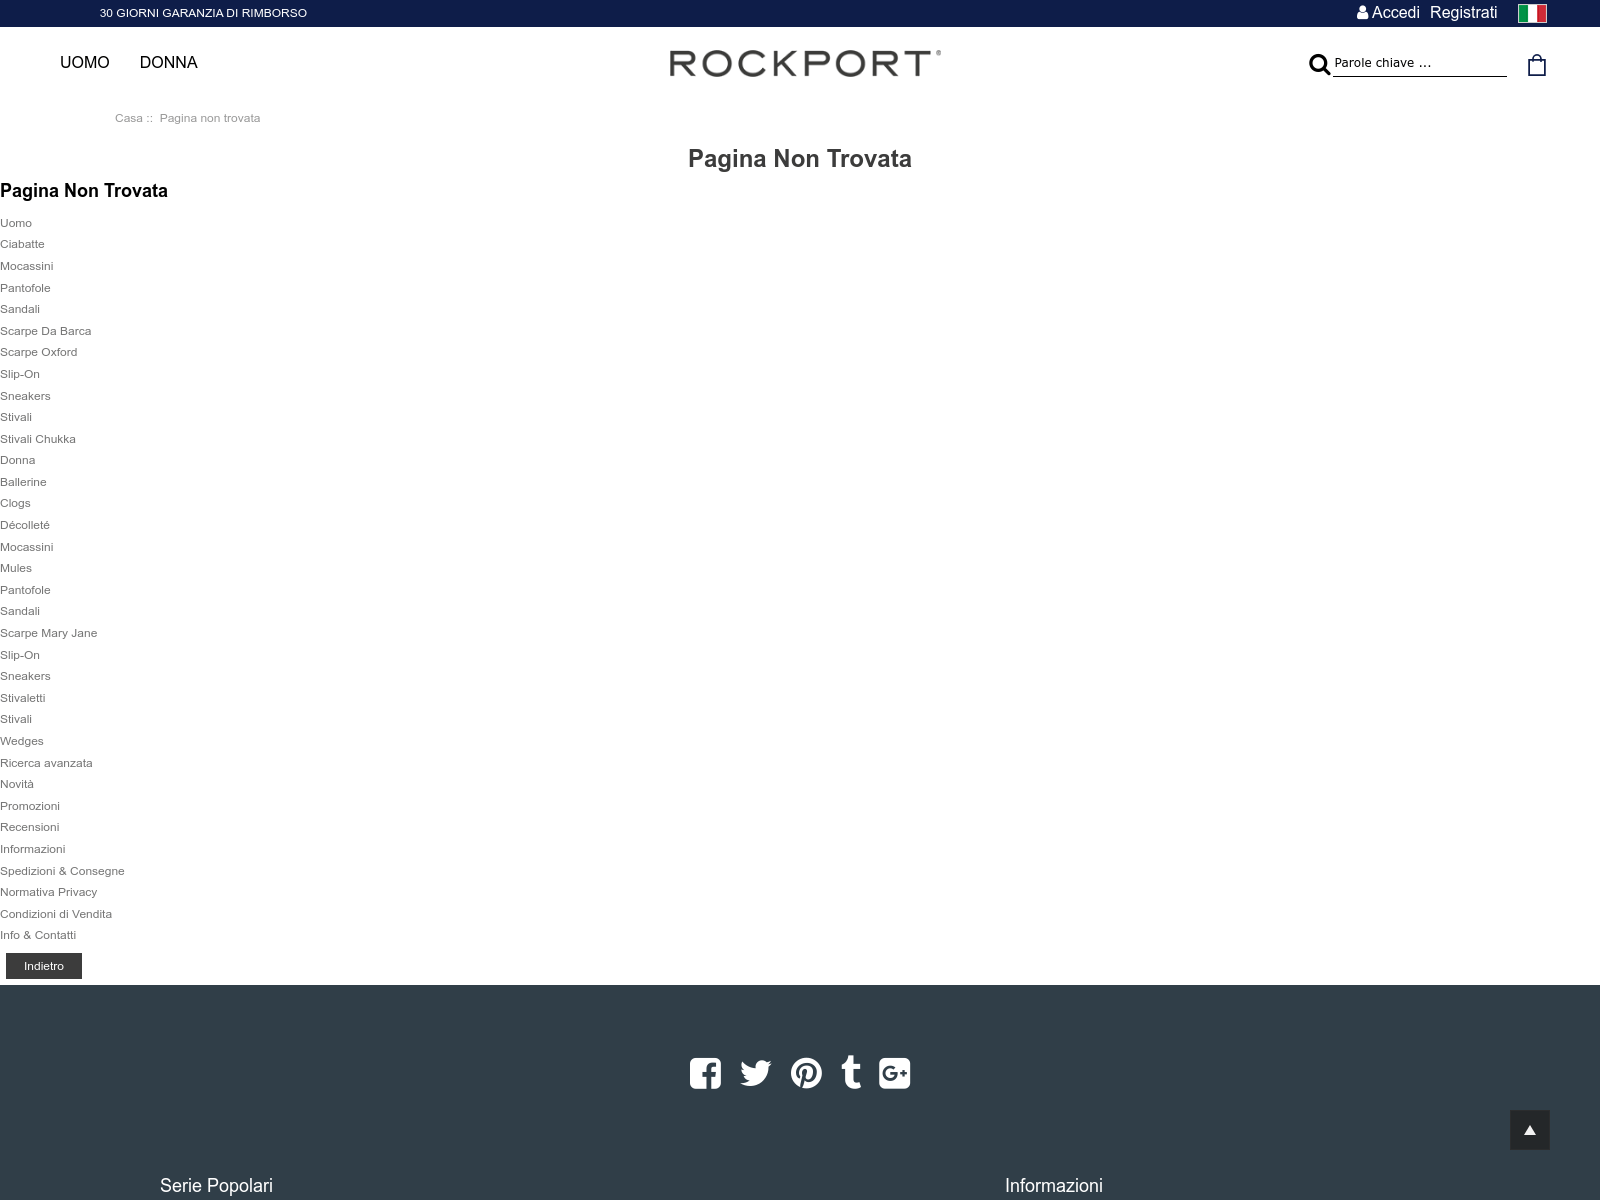 30 GIORNI GARANZIA DI RIMBORSO
Accedi Registrati
UOMO DONNA
ROCKPORT®
Parole chiave ...
Casa :: Pagina non trovata
Pagina Non Trovata
Pagina Non Trovata
Uomo
Ciabatte
Mocassini
Pantofole
Sandali
Scarpe Da Barca
Scarpe Oxford
Slip-On
Sneakers
Stivali
Stivali Chukka
Donna
Ballerine
Clogs
Décolleté
Mocassini
Mules
Pantofole
Sandali
Scarpe Mary Jane
Slip-On
Sneakers
Stivaletti
Stivali
Wedges
Ricerca avanzata
Novità
Promozioni
Recensioni
Informazioni
Spedizioni & Consegne
Normativa Privacy
Condizioni di Vendita
Info & Contatti
Indietro
Serie Popolari
Informazioni